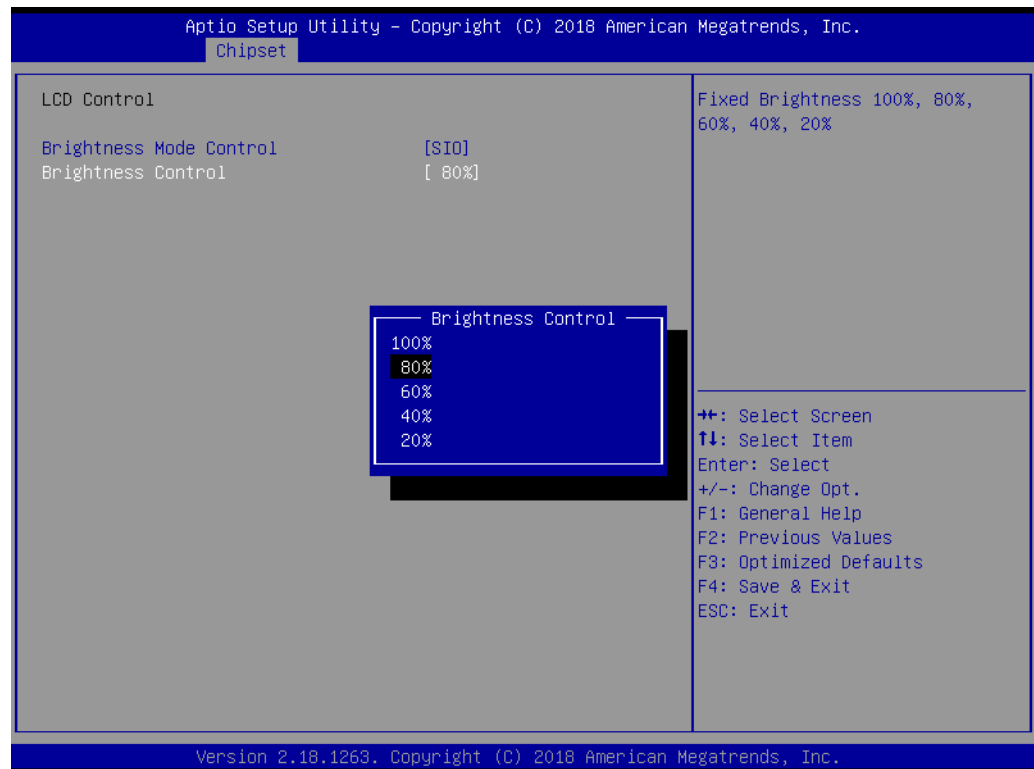 Aptio Setup Utility – Copyright (C) 2018 American Megatrends, Inc.
Chipset
LCD Control
Brightness Mode Control [SIO]
Brightness Control [ 80%]
Brightness Control
100%
80%
60%
40%
20%
Fixed Brightness 100%, 80%,
60%, 40%, 20%
→←: Select Screen
↑↓: Select Item
Enter: Select
+/-: Change Opt.
F1: General Help
F2: Previous Values
F3: Optimized Defaults
F4: Save & Exit
ESC: Exit
Version 2.18.1263. Copyright (C) 2018 American Megatrends, Inc.